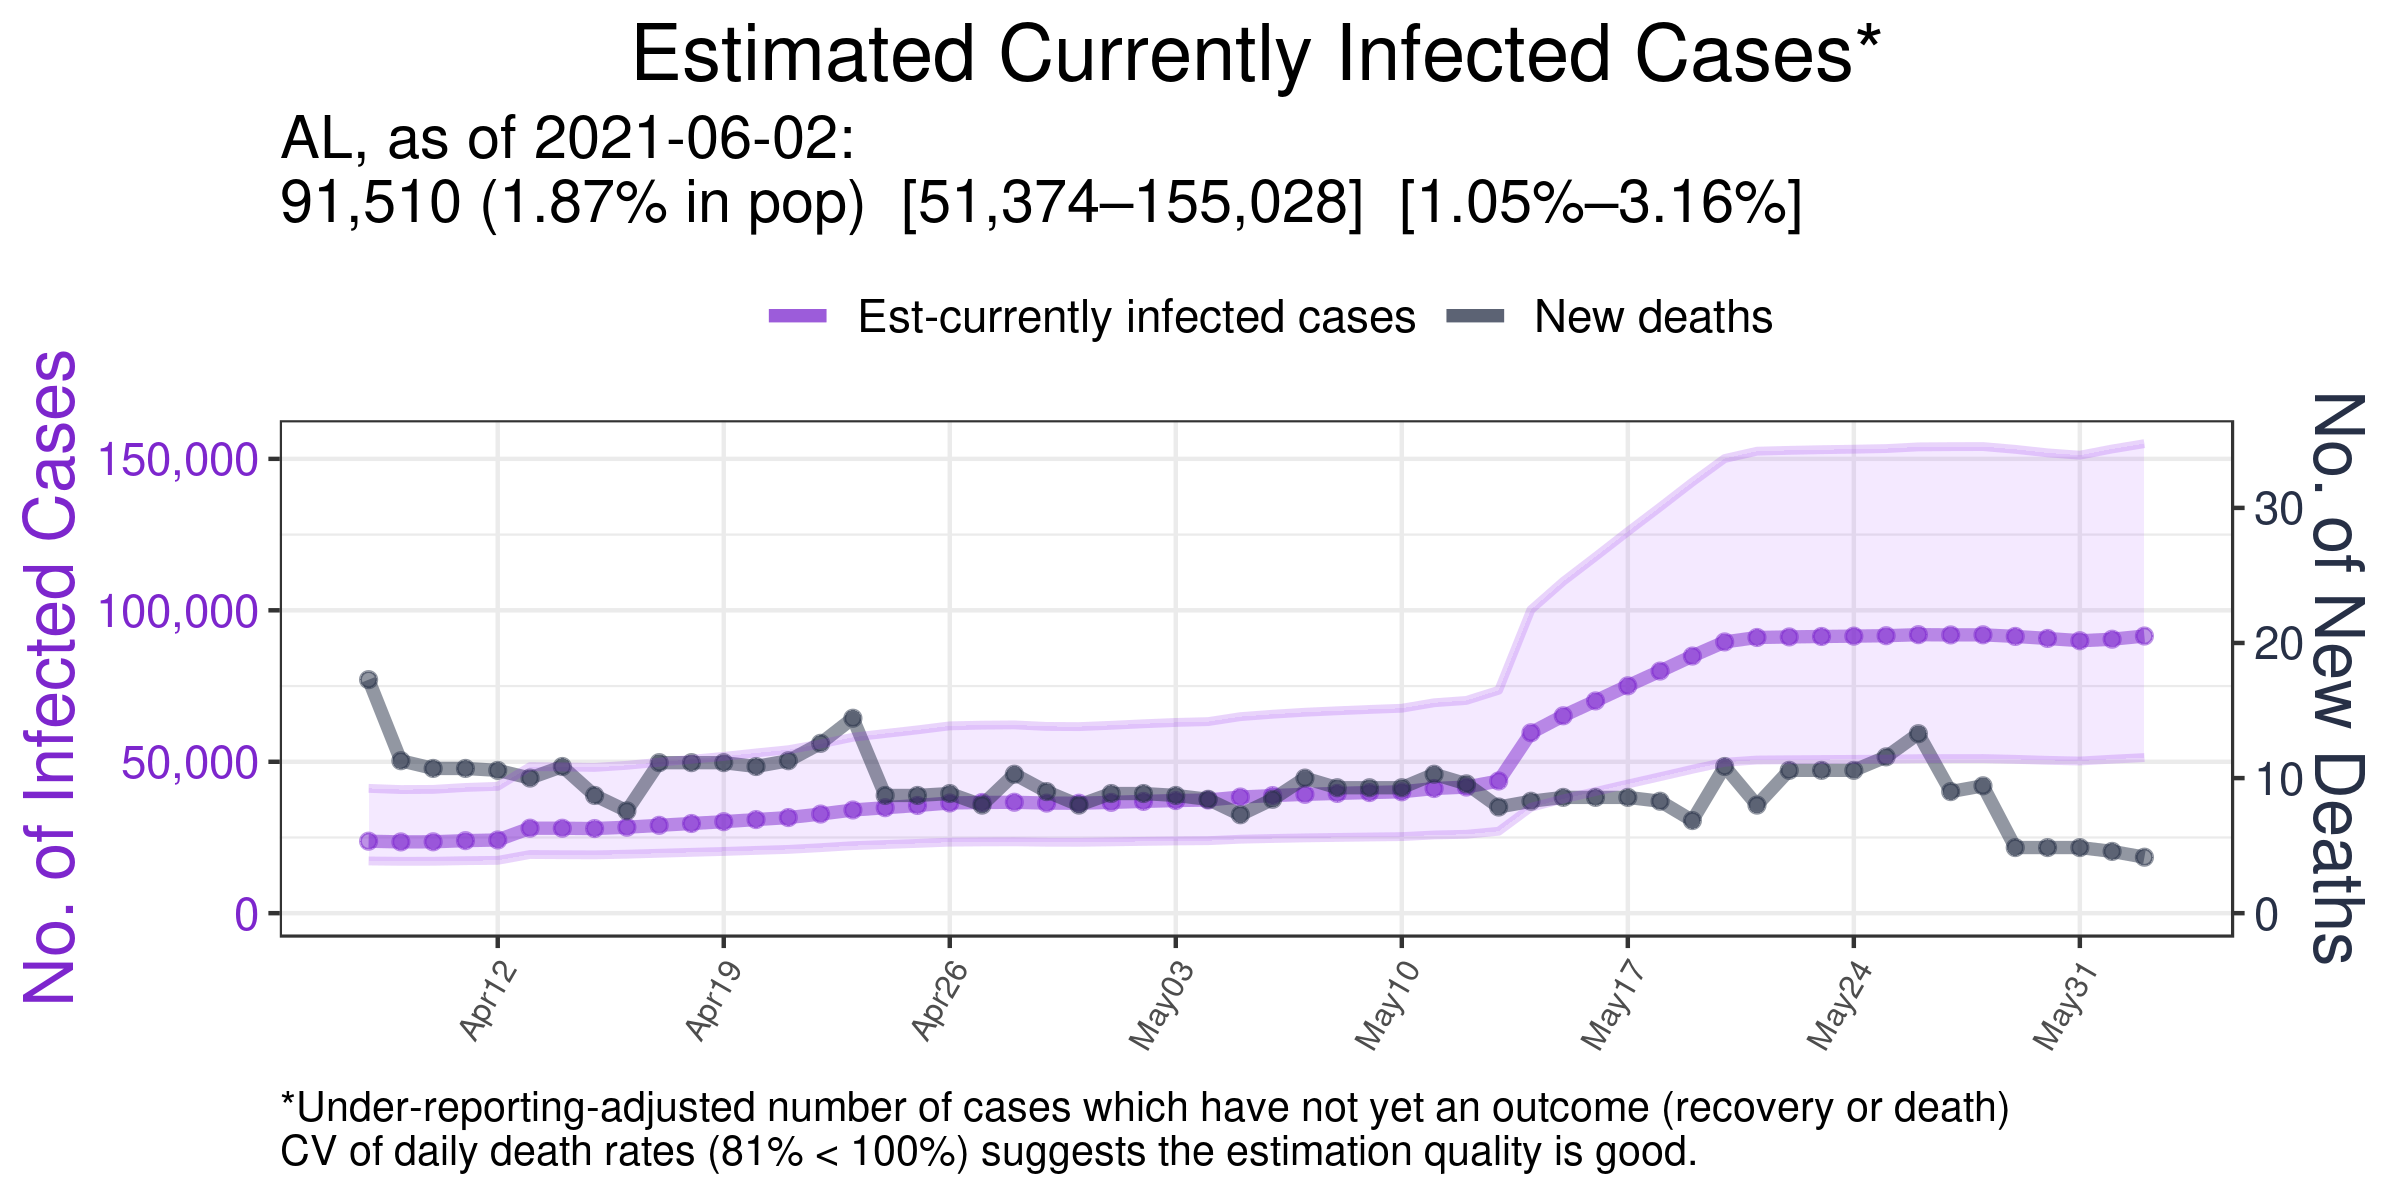 Estimated Currently Infected Cases*
AL, as of 2021-06-02:
91,510 (1.87% in pop)  [51,374–155,028]  [1.05%–3.16%]
Est-currently infected cases
New deaths
No. of Infected Cases
150,000
100,000
50,000
0
No. of New Deaths
30
20
10
0
Apr12
Apr19
Apr26
May03
May10
May17
May24
May31
*Under-reporting-adjusted number of cases which have not yet an outcome (recovery or death)
CV of daily death rates (81% < 100%) suggests the estimation quality is good.